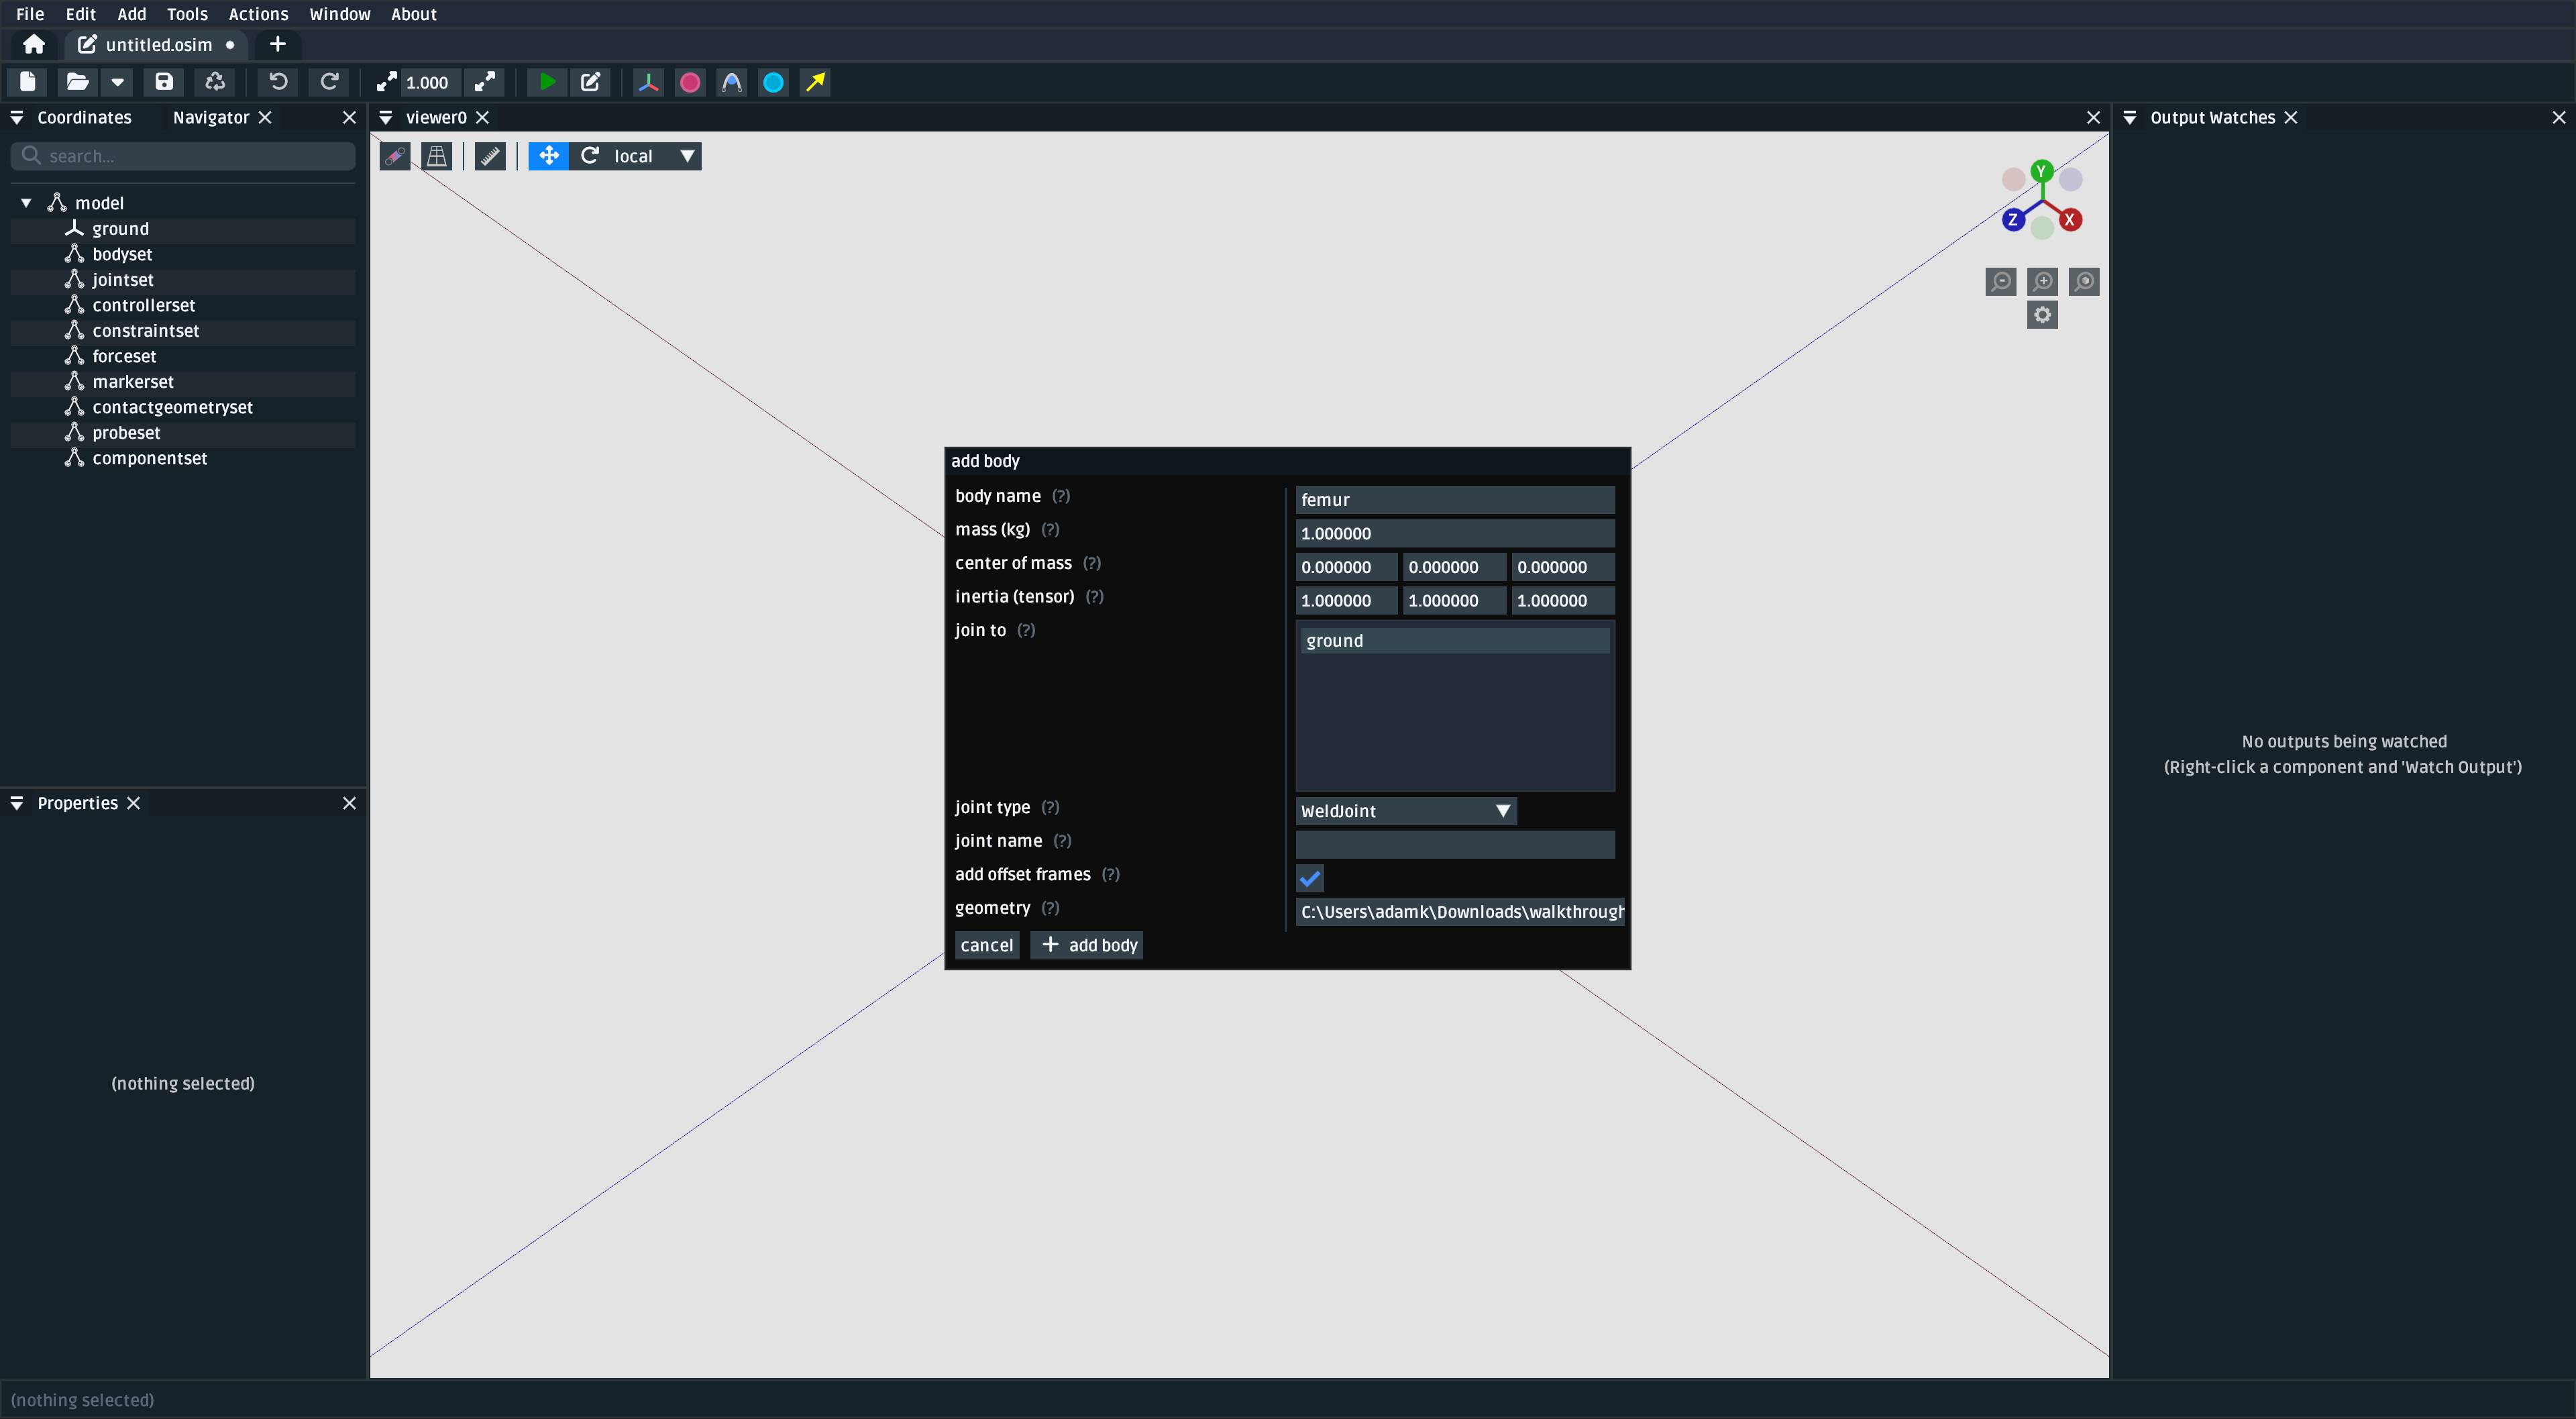 File Edit Add Tools Actions Window About
untitled.osim
1.000
Coordinates Navigator
search...
model
ground
bodyset
jointset
controllerset
constraintset
forceset
markerset
contactgeometryset
probeset
componentset
Properties
(nothing selected)
viewer0
local
Y
Z X
add body
body name (?) femur
mass (kg) (?) 1.000000
center of mass (?) 0.000000 0.000000 0.000000
inertia (tensor) (?) 1.000000 1.000000 1.000000
join to (?) ground
joint type (?) WeldJoint
joint name (?)
add offset frames (?)
geometry (?) C:\Users\adamk\Downloads\walkthrough
cancel + add body
Output Watches
No outputs being watched
(Right-click a component and 'Watch Output')
(nothing selected)